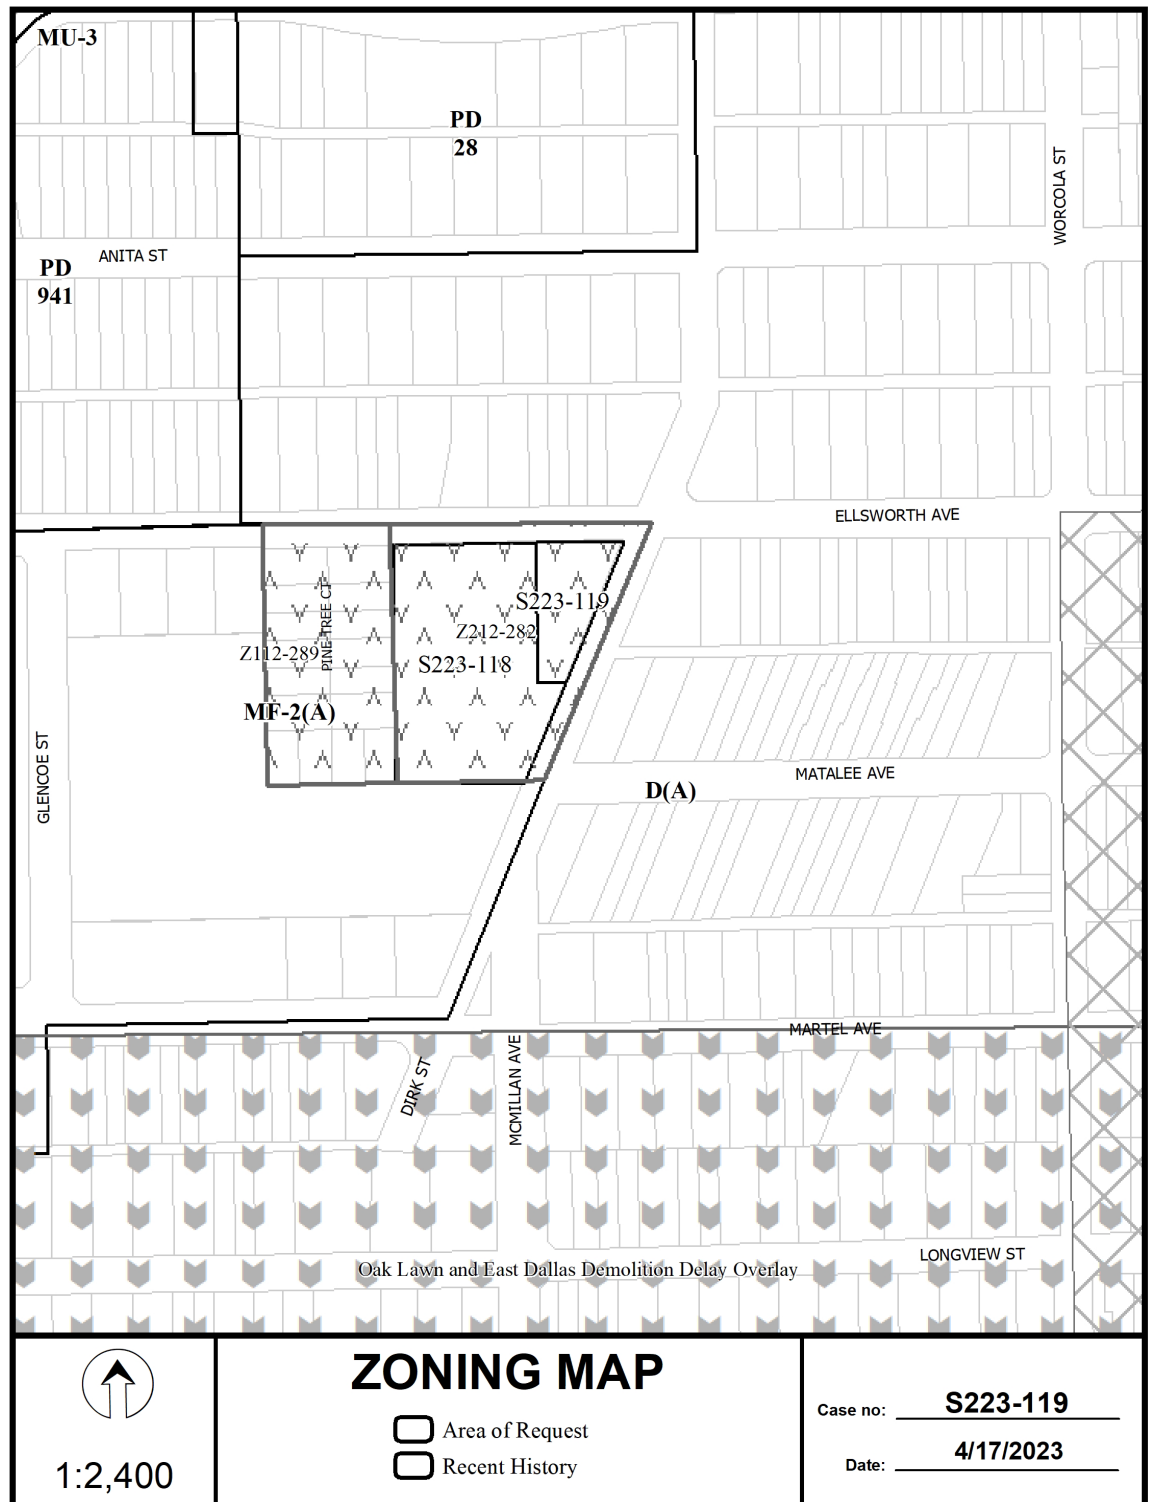 MU-3
PD
28
WORCOLA ST
ANITA ST
PD
941
ELLSWORTH AVE
S223-119
Z212-282
Z112-289
PINE TREE CT
S223-118
MF-2(A)
GLENCOE ST
MATALEE AVE
D(A)
MARTEL AVE
DIRK ST
MCMILLAN AVE
LONGVIEW ST
Oak Lawn and East Dallas Demolition Delay Overlay
1:2,400
ZONING MAP
Area of Request
Recent History
Case no: S223-119
Date: 4/17/2023